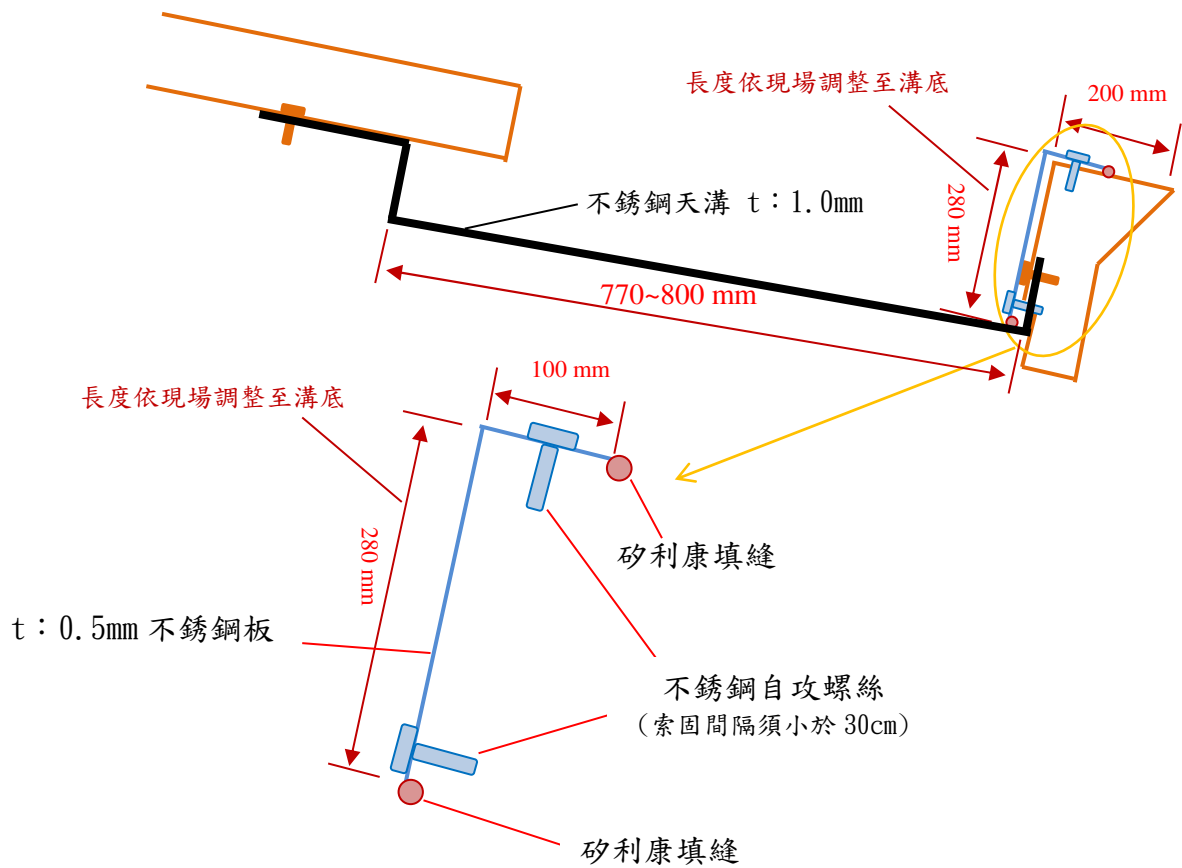 長度依現場調整至溝底
200 mm
不銹鋼天溝 t：1.0mm
280 mm
770~800 mm
100 mm
長度依現場調整至溝底
280 mm
矽利康填縫
t：0.5mm 不銹鋼板
不銹鋼自攻螺絲
（索固間隔須小於 30cm）
矽利康填縫